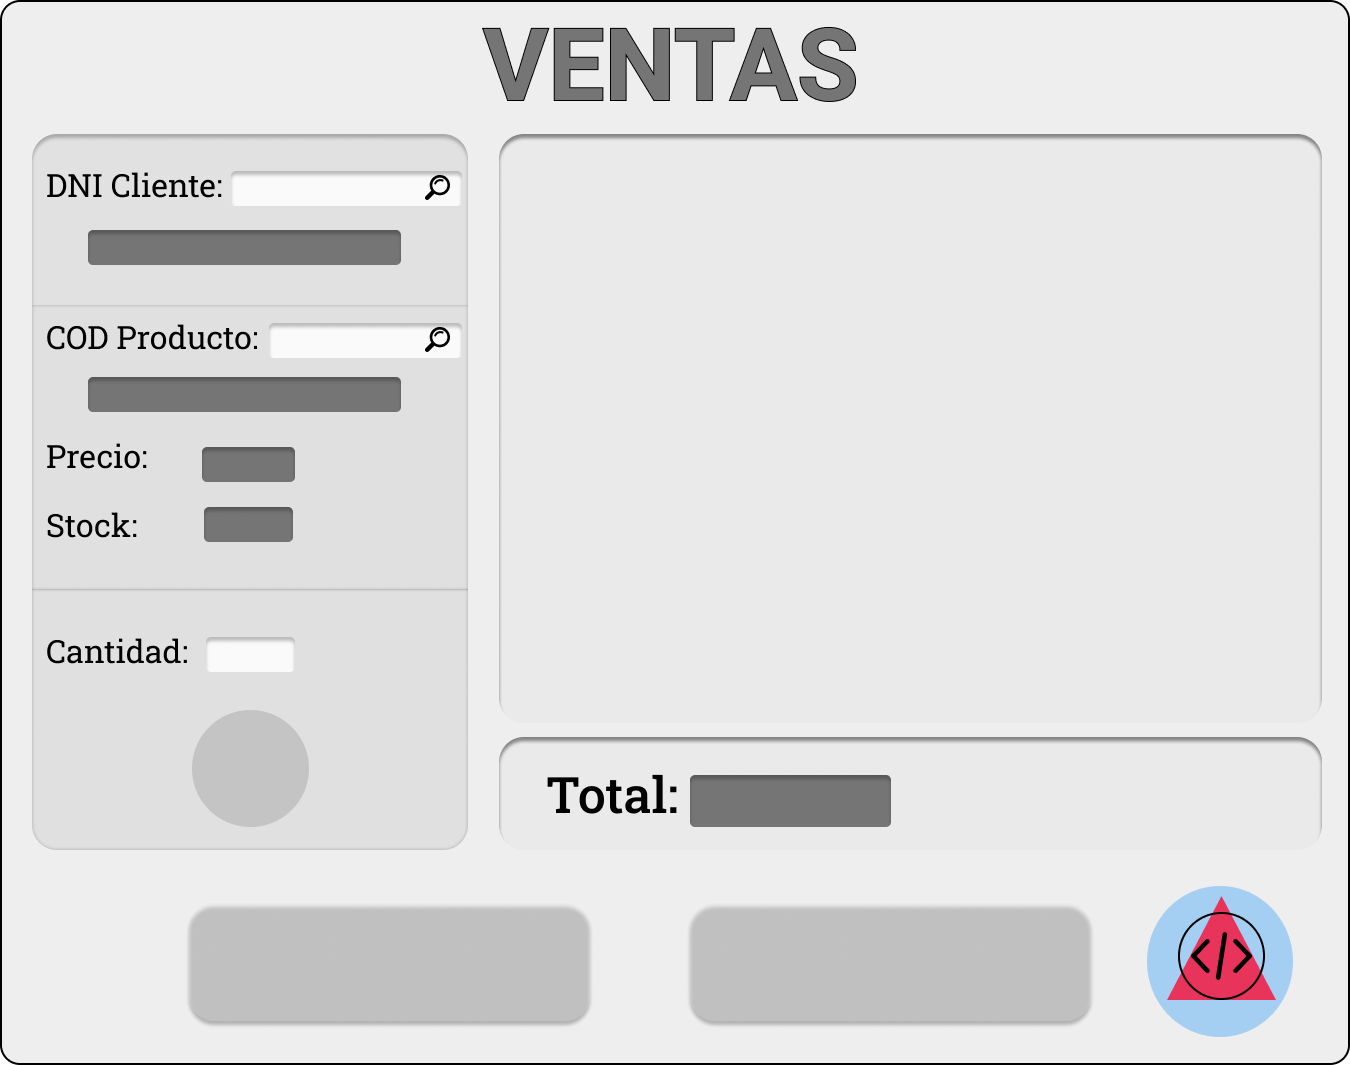 VENTAS
DNI Cliente:
COD Producto:
Precio:
Stock:
Cantidad:
Total:
</>